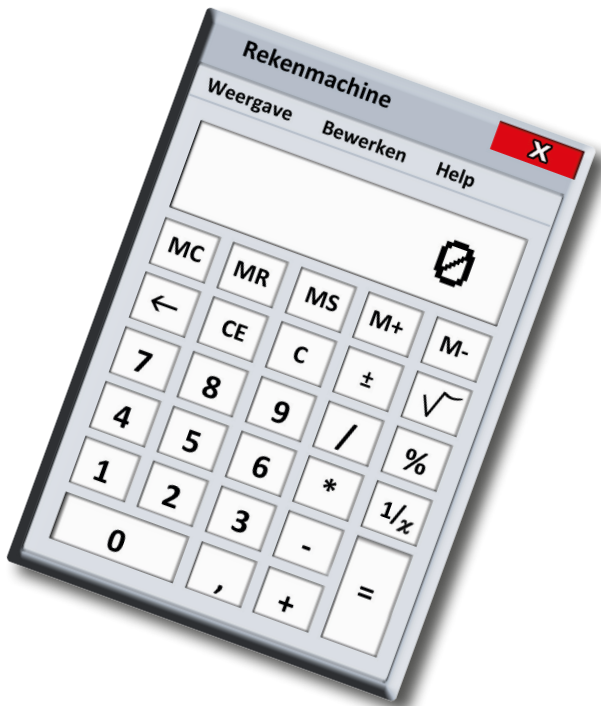 Rekenmachine
X
Weergave Bewerken Help
0
MC MR MS M+ M-
← CE C ± √
7 8 9 / %
4 5 6 * 1/x
1 2 3 - =
0 , +